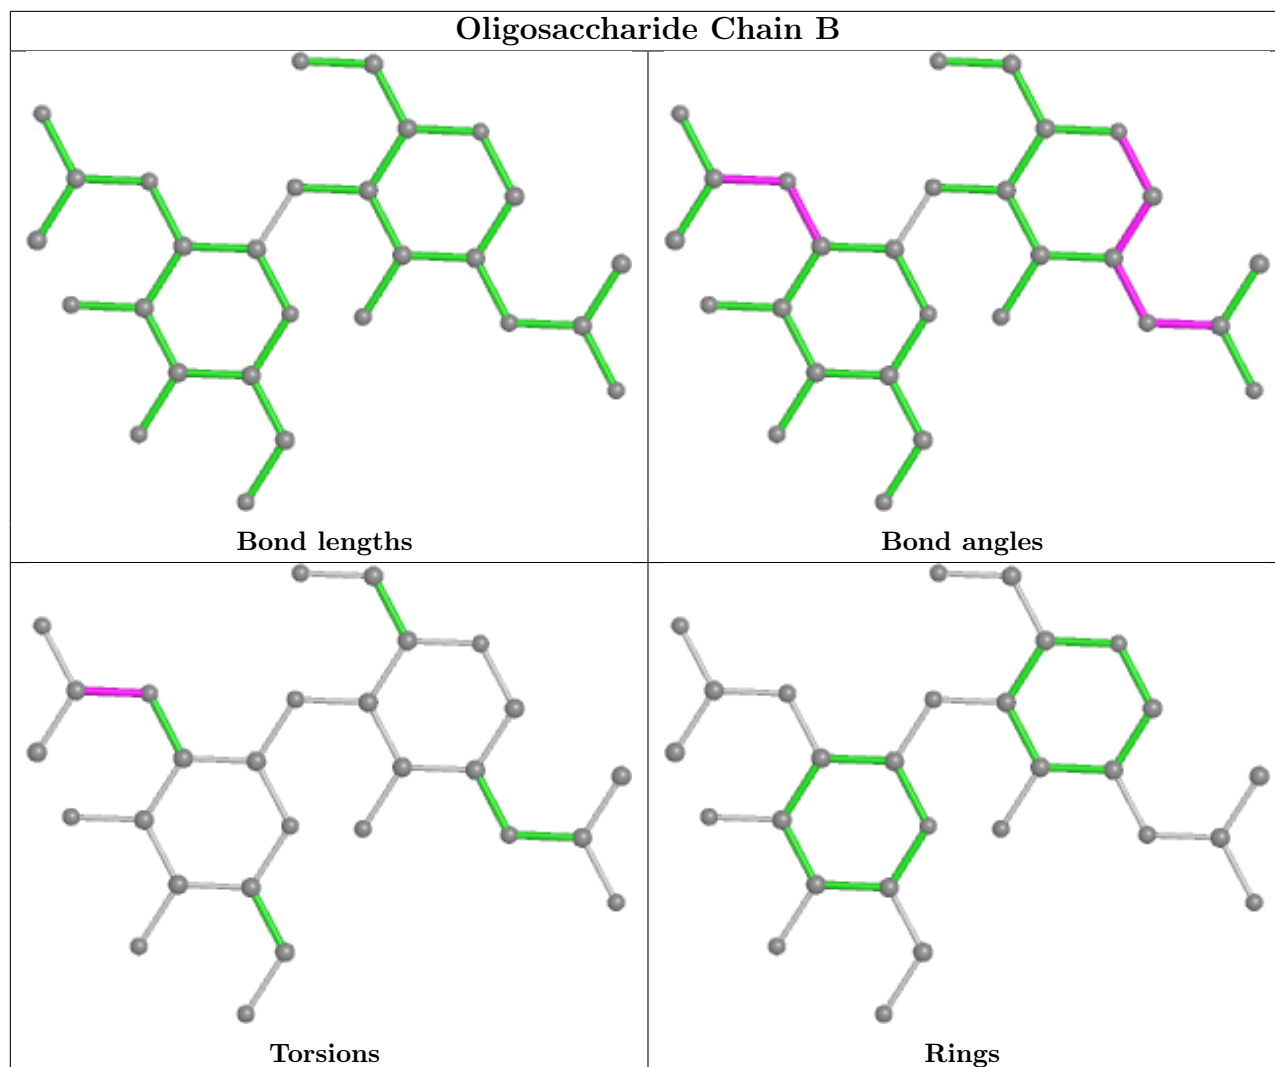 Oligosaccharide Chain B
Bond lengths
Bond angles
Torsions
Rings